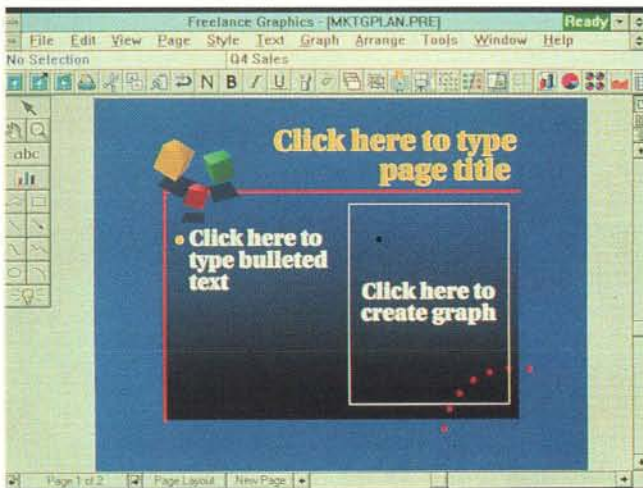 Freelance Graphics - [MKTGPLAN.PRE] Ready
File Edit View Page Style Text Graph Arrange Tools Window Help
No Selection Q4 Sales
N B I U
abc
Click here to type
page title
Click here to
type bulleted
text
Click here to
create graph
Page 1 of 2 Page Layout New Page